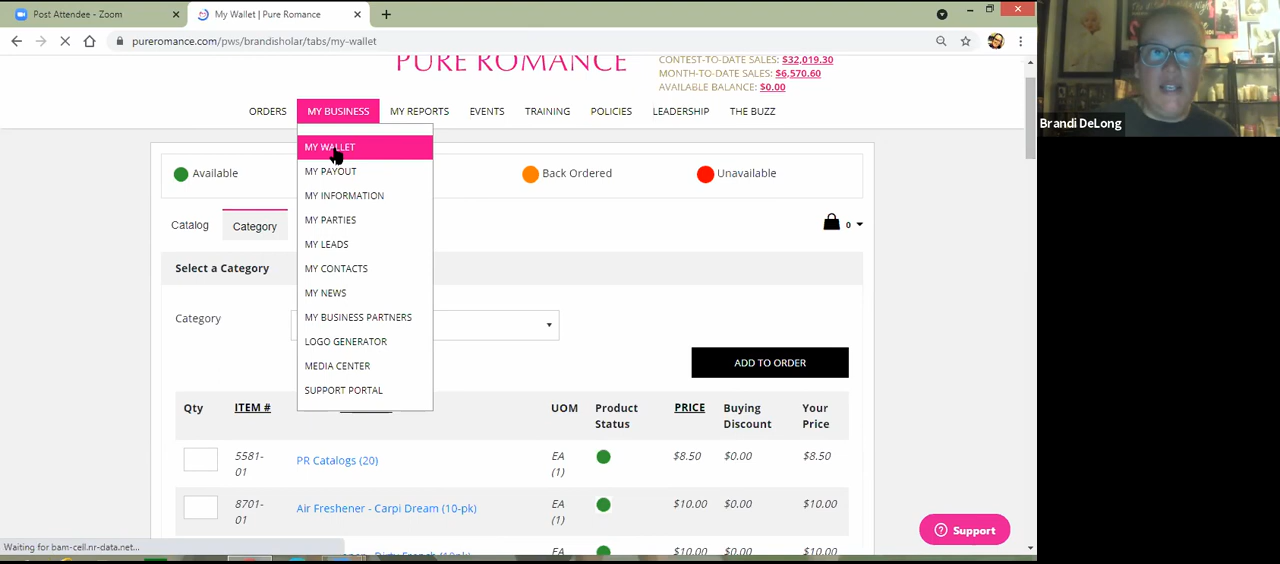 Post Attendee - Zoom
My Wallet | Pure Romance
pureromance.com/pws/brandisholar/tabs/my-wallet
PURE ROMANCE
CONTEST-TO-DATE SALES: $32,019.30
MONTH-TO-DATE SALES: $6,570.60
AVAILABLE BALANCE: $0.00
ORDERS MY BUSINESS MY REPORTS EVENTS TRAINING POLICIES LEADERSHIP THE BUZZ
Brandi DeLong
MY WALLET
MY PAYOUT
MY INFORMATION
MY PARTIES
MY LEADS
MY CONTACTS
MY NEWS
MY BUSINESS PARTNERS
LOGO GENERATOR
MEDIA CENTER
SUPPORT PORTAL
Available Back Ordered Unavailable
Catalog Category 0
Select a Category
Category
ADD TO ORDER
Qty ITEM # UOM Product Status PRICE Buying Discount Your Price
5581-01 PR Catalogs (20) EA (1) $8.50 $0.00 $8.50
8701-01 Air Freshener - Carpi Dream (10-pk) EA (1) $10.00 $0.00 $10.00
Support
Waiting for bam-cell.nr-data.net...